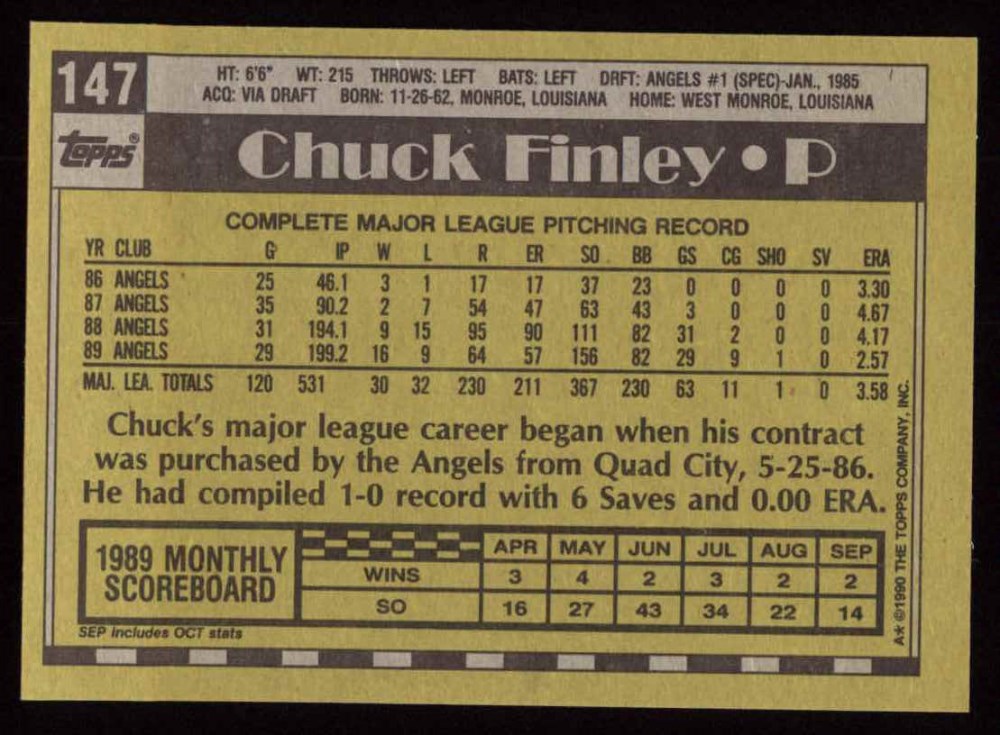 147
HT: 6'6" WT: 215 THROWS: LEFT BATS: LEFT DRFT: ANGELS #1 (SPEC)-JAN., 1985
ACQ: VIA DRAFT BORN: 11-26-62, MONROE, LOUISIANA HOME: WEST MONROE, LOUISIANA
topps®
Chuck Finley • P
COMPLETE MAJOR LEAGUE PITCHING RECORD
YR CLUB G IP W L R ER SO BB GS CG SHO SV ERA
86 ANGELS 25 46.1 3 1 17 17 37 23 0 0 0 0 3.30
87 ANGELS 35 90.2 2 7 54 47 63 43 3 0 0 0 4.67
88 ANGELS 31 194.1 9 15 95 90 111 82 31 2 0 0 4.17
89 ANGELS 29 199.2 16 9 64 57 156 82 29 9 1 0 2.57
MAJ. LEA. TOTALS 120 531 30 32 230 211 367 230 63 11 1 0 3.58
Chuck's major league career began when his contract
was purchased by the Angels from Quad City, 5-25-86.
He had compiled 1-0 record with 6 Saves and 0.00 ERA.
1989 MONTHLY
SCOREBOARD
APR MAY JUN JUL AUG SEP
WINS 3 4 2 3 2 2
SO 16 27 43 34 22 14
SEP includes OCT stats
A* ©1990 THE TOPPS COMPANY, INC.